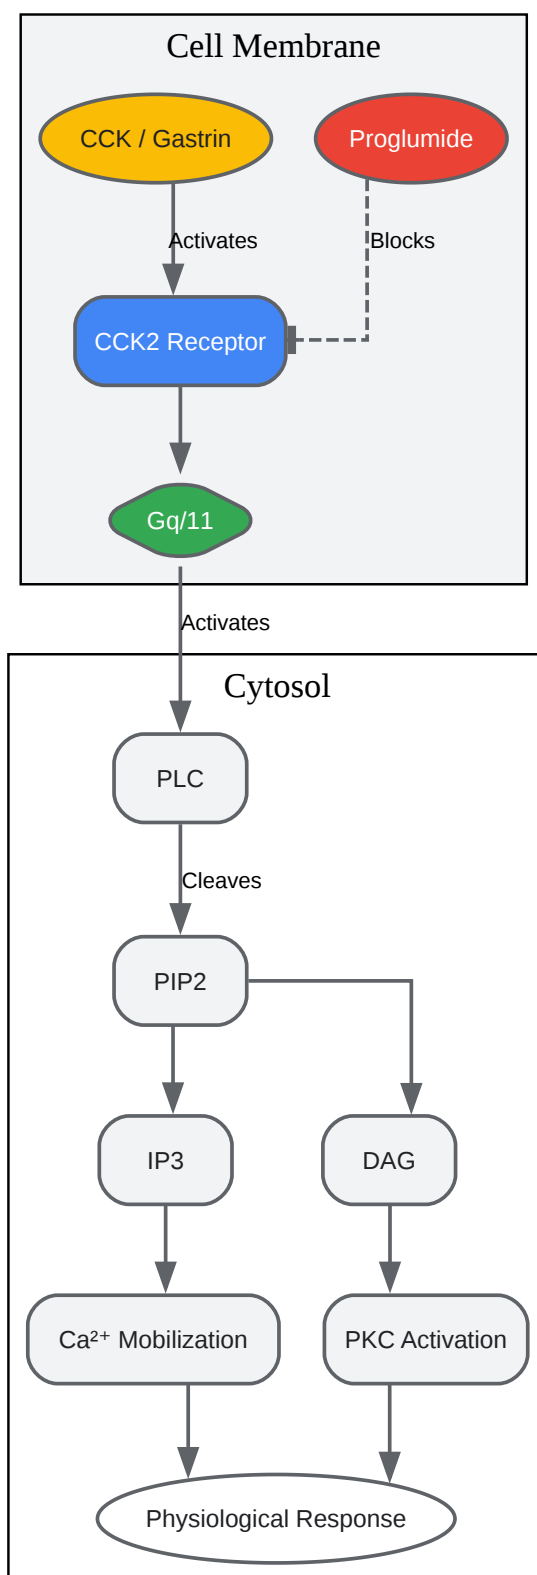 Cell Membrane
CCK / Gastrin
Proglumide
Activates
Blocks
CCK2 Receptor
Gq/11
Activates
Cytosol
PLC
Cleaves
PIP2
IP3
DAG
Ca²⁺ Mobilization
PKC Activation
Physiological Response